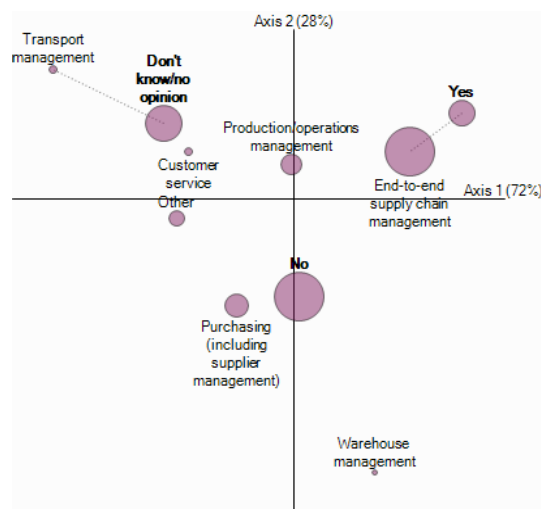 Axis 2 (28%)
Transport
management
Don't
know/no
opinion
Yes
Production/operations
management
Customer
service
Other
End-to-end
supply chain
management
Axis 1 (72%)
No
Purchasing
(including
supplier
management)
Warehouse
management